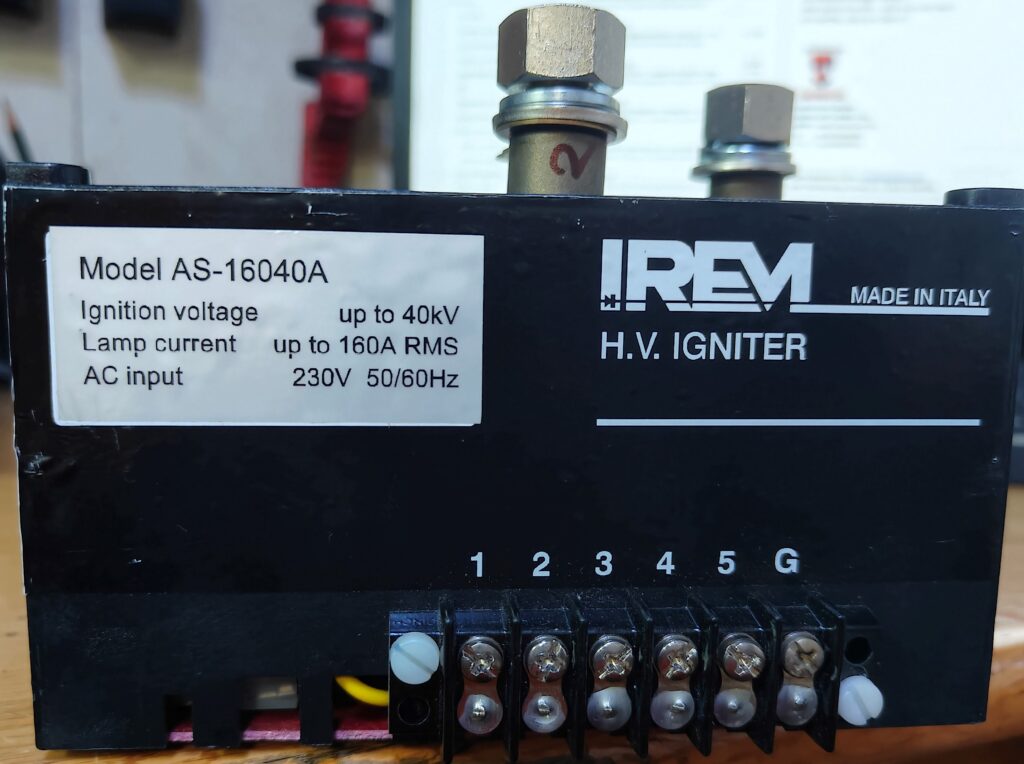 2
Model AS-16040A
Ignition voltage up to 40kV
Lamp current up to 160A RMS
AC input 230V 50/60Hz
IREM
MADE IN ITALY
H.V. IGNITER
1 2 3 4 5 G